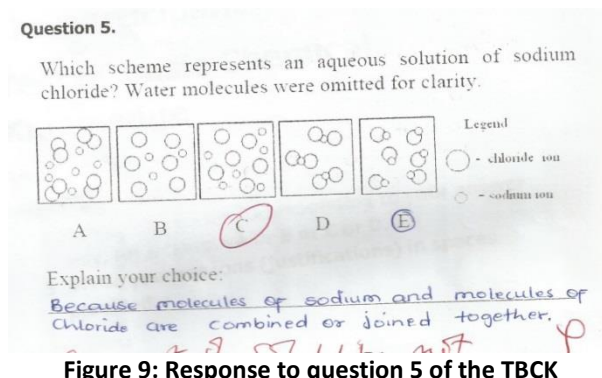 Question 5.
Which scheme represents an aqueous solution of sodium
chloride? Water molecules were omitted for clarity.
Legend
- chloride ion
- sodium ion
A B C D E
Explain your choice:
Because molecules of sodium and molecules of
Chloride are combined or joined together.
not
Figure 9: Response to question 5 of the TBCK